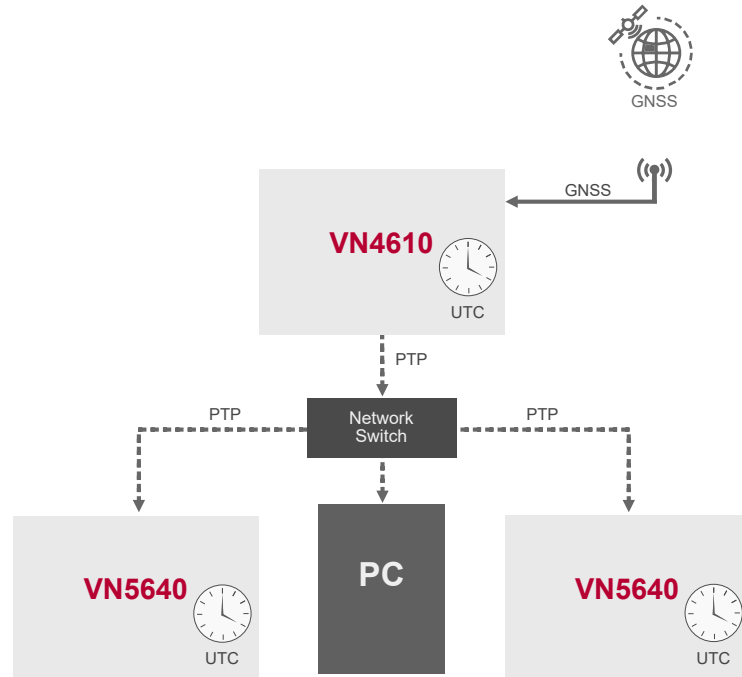 GNSS
GNSS
VN4610
UTC
PTP
PTP
Network
Switch
PTP
VN5640
UTC
PC
VN5640
UTC